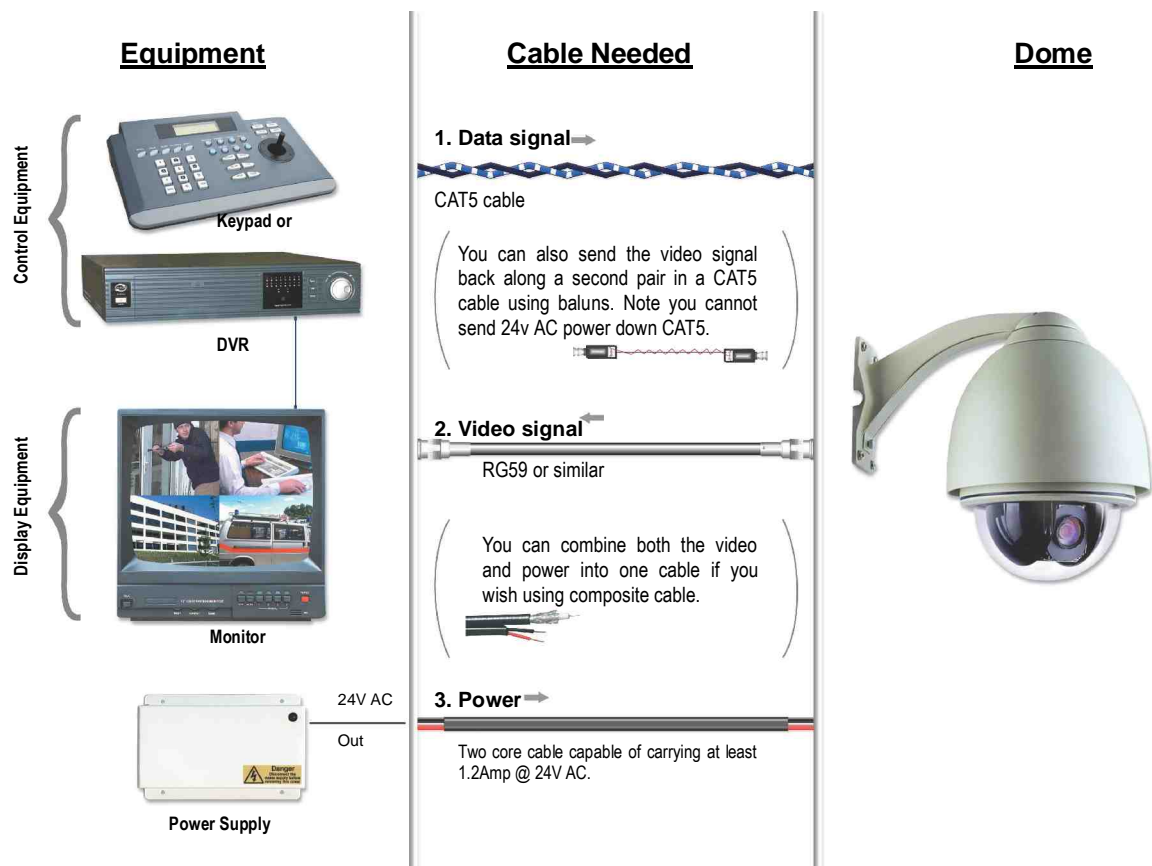 Equipment
Cable Needed
Dome
Control Equipment
Keypad or
DVR
Display Equipment
Monitor
24V AC
Out
Danger
Power Supply
1. Data signal
CAT5 cable
You can also send the video signal
back along a second pair in a CAT5
cable using baluns. Note you cannot
send 24v AC power down CAT5.
2. Video signal
RG59 or similar
You can combine both the video
and power into one cable if you
wish using composite cable.
3. Power
Two core cable capable of carrying at least
1.2Amp @ 24V AC.